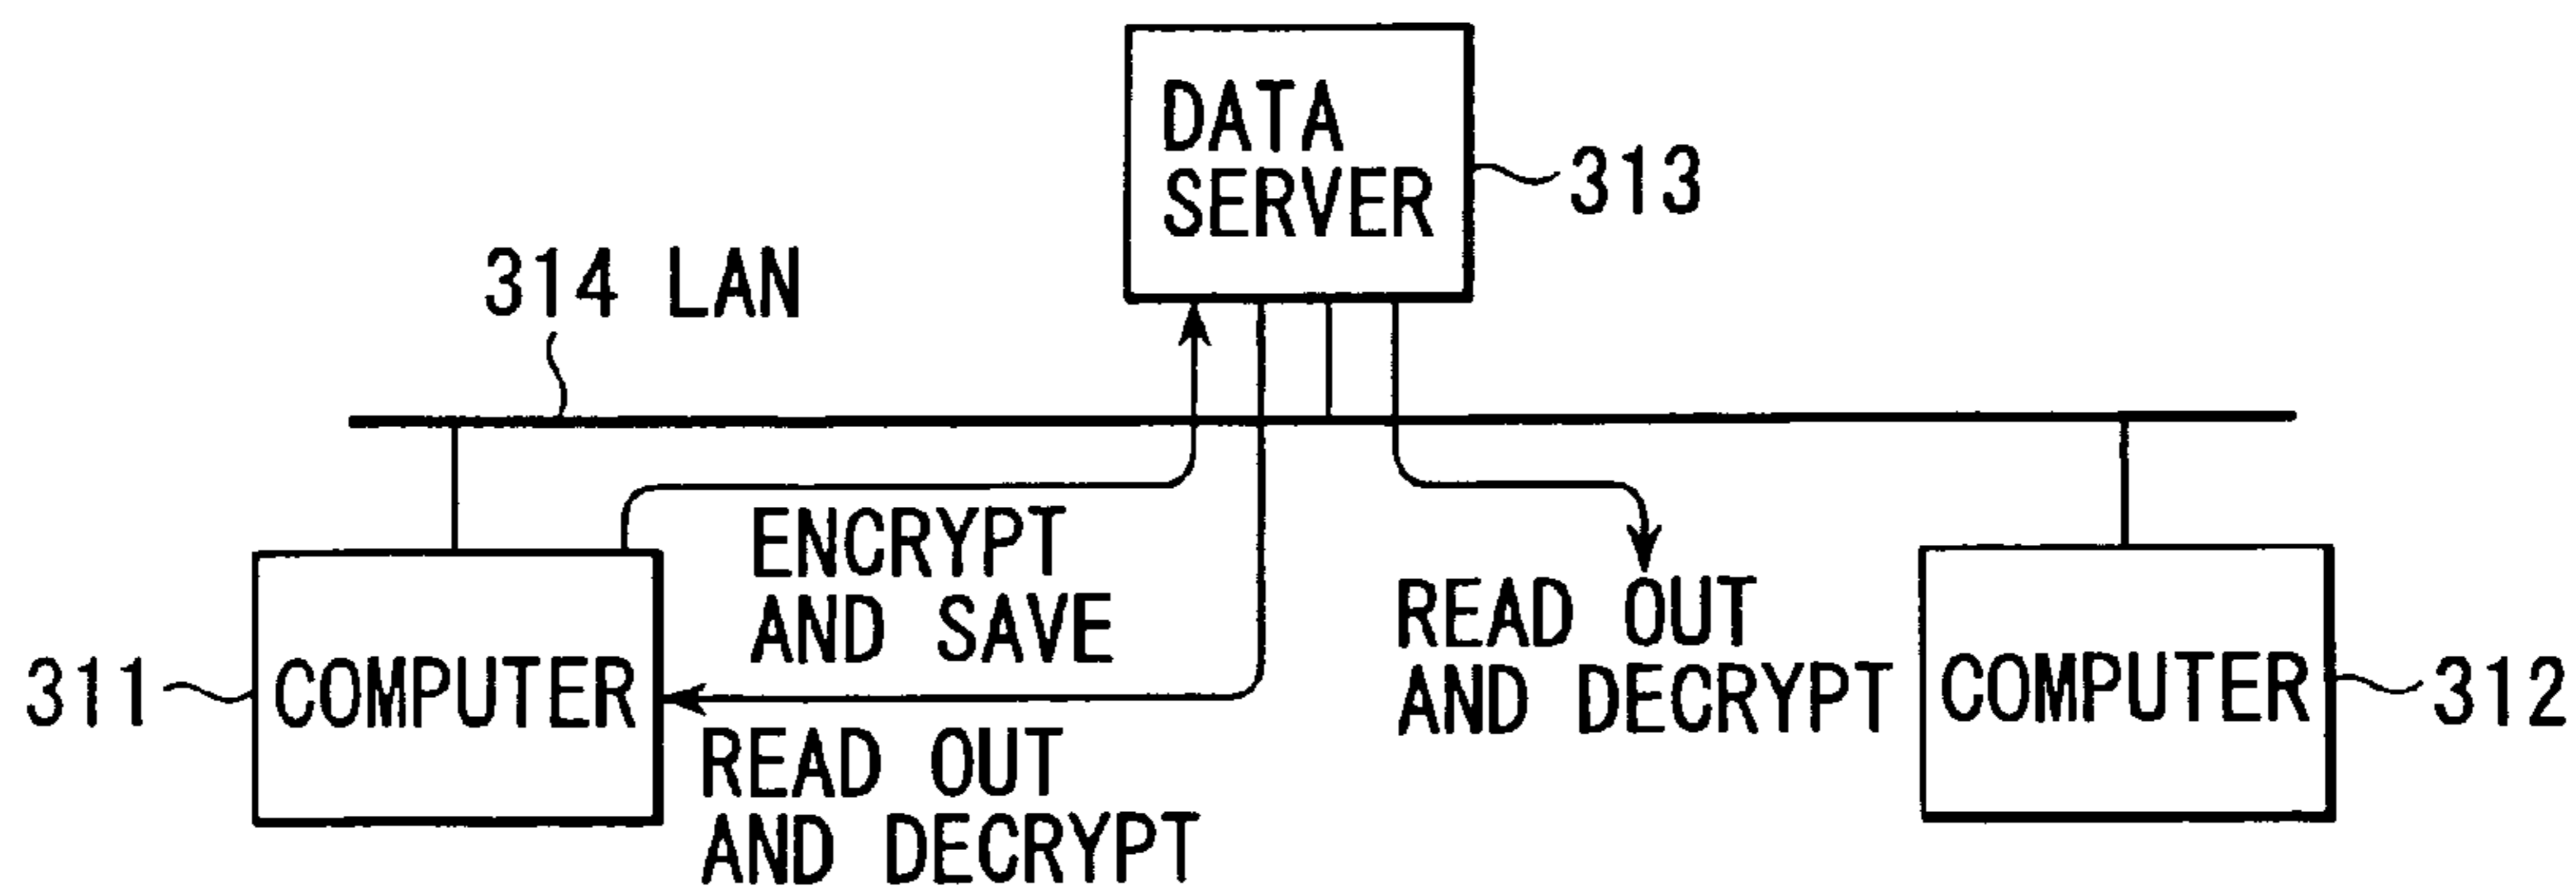 DATA
SERVER
313
314 LAN
ENCRYPT
AND SAVE
READ OUT
AND DECRYPT
311
COMPUTER
READ OUT
AND DECRYPT
COMPUTER
312